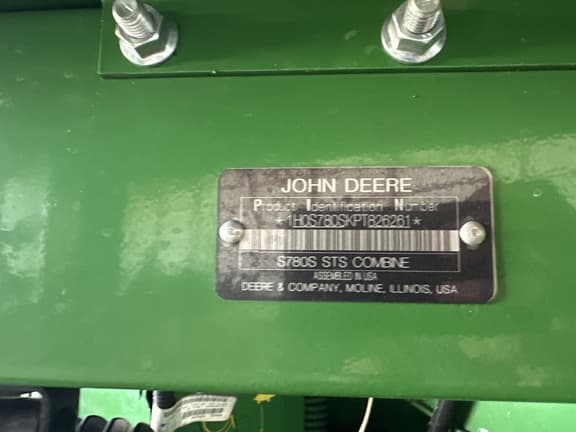 JOHN DEERE
Product Identification Number
*1H0S780SKPT826261*
S780S STS COMBINE
ASSEMBLED IN USA
DEERE & COMPANY, MOLINE, ILLINOIS, USA